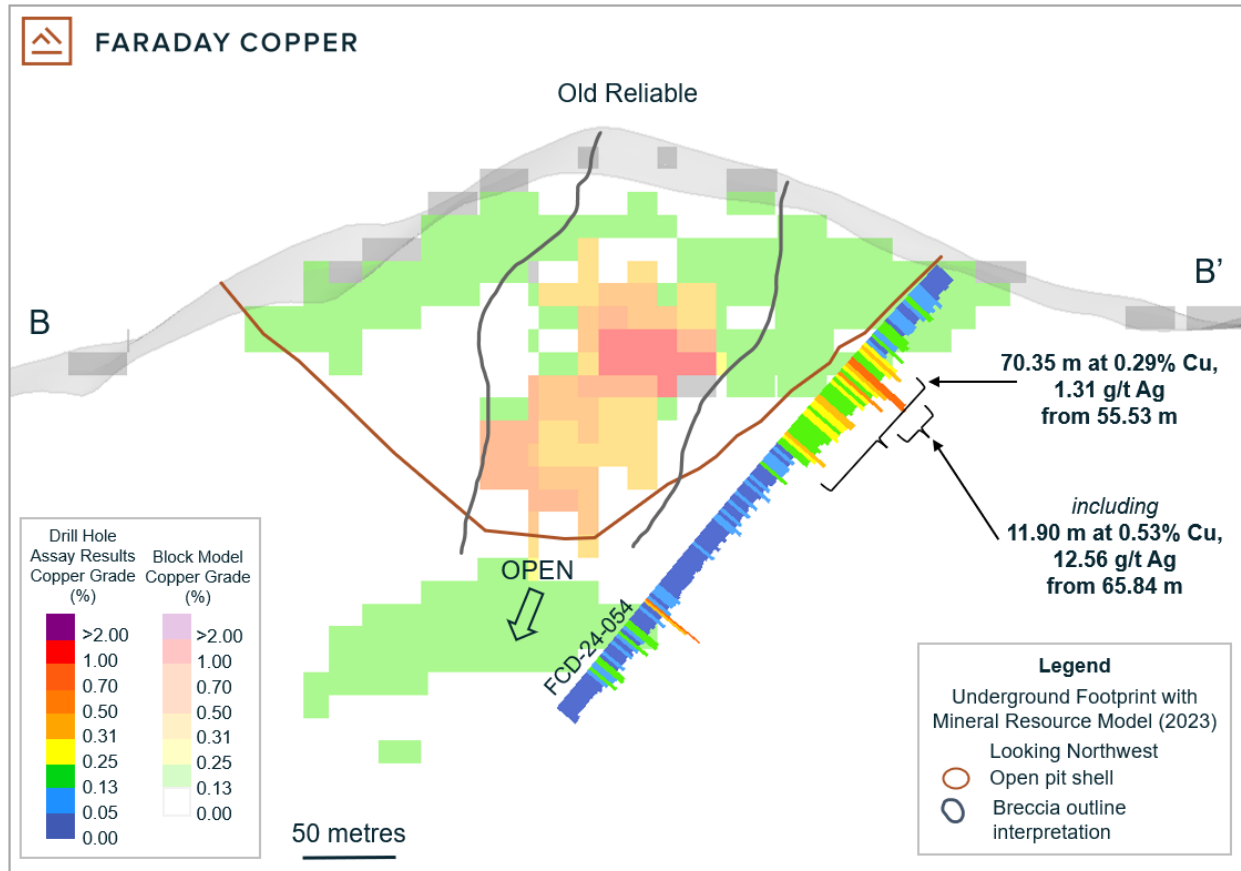 FARADAY COPPER
Old Reliable
B
B'
70.35 m at 0.29% Cu,
1.31 g/t Ag
from 55.53 m
including
11.90 m at 0.53% Cu,
12.56 g/t Ag
from 65.84 m
OPEN
FCD-24-054
Drill Hole
Assay Results
Copper Grade
(%)
>2.00
1.00
0.70
0.50
0.31
0.25
0.13
0.05
0.00
Block Model
Copper Grade
(%)
>2.00
1.00
0.70
0.50
0.31
0.25
0.13
0.00
50 metres
Legend
Underground Footprint with
Mineral Resource Model (2023)
Looking Northwest
Open pit shell
Breccia outline
interpretation